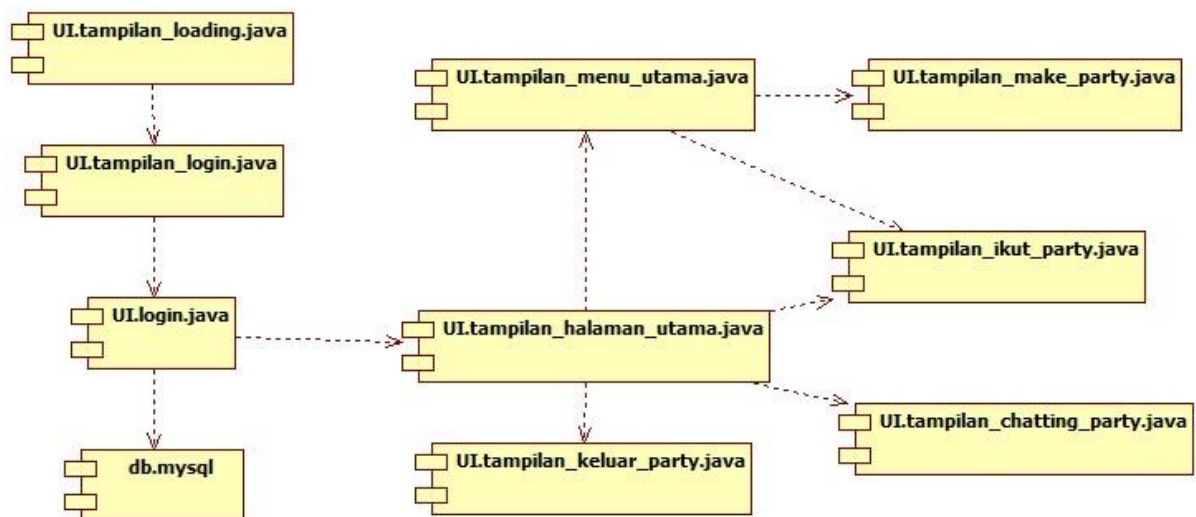 UI.tampilan_loading.java
UI.tampilan_login.java
UI.login.java
db.mysql
UI.tampilan_menu_utama.java
UI.tampilan_make_party.java
UI.tampilan_ikut_party.java
UI.tampilan_halaman_utama.java
UI.tampilan_chatting_party.java
UI.tampilan_keluar_party.java